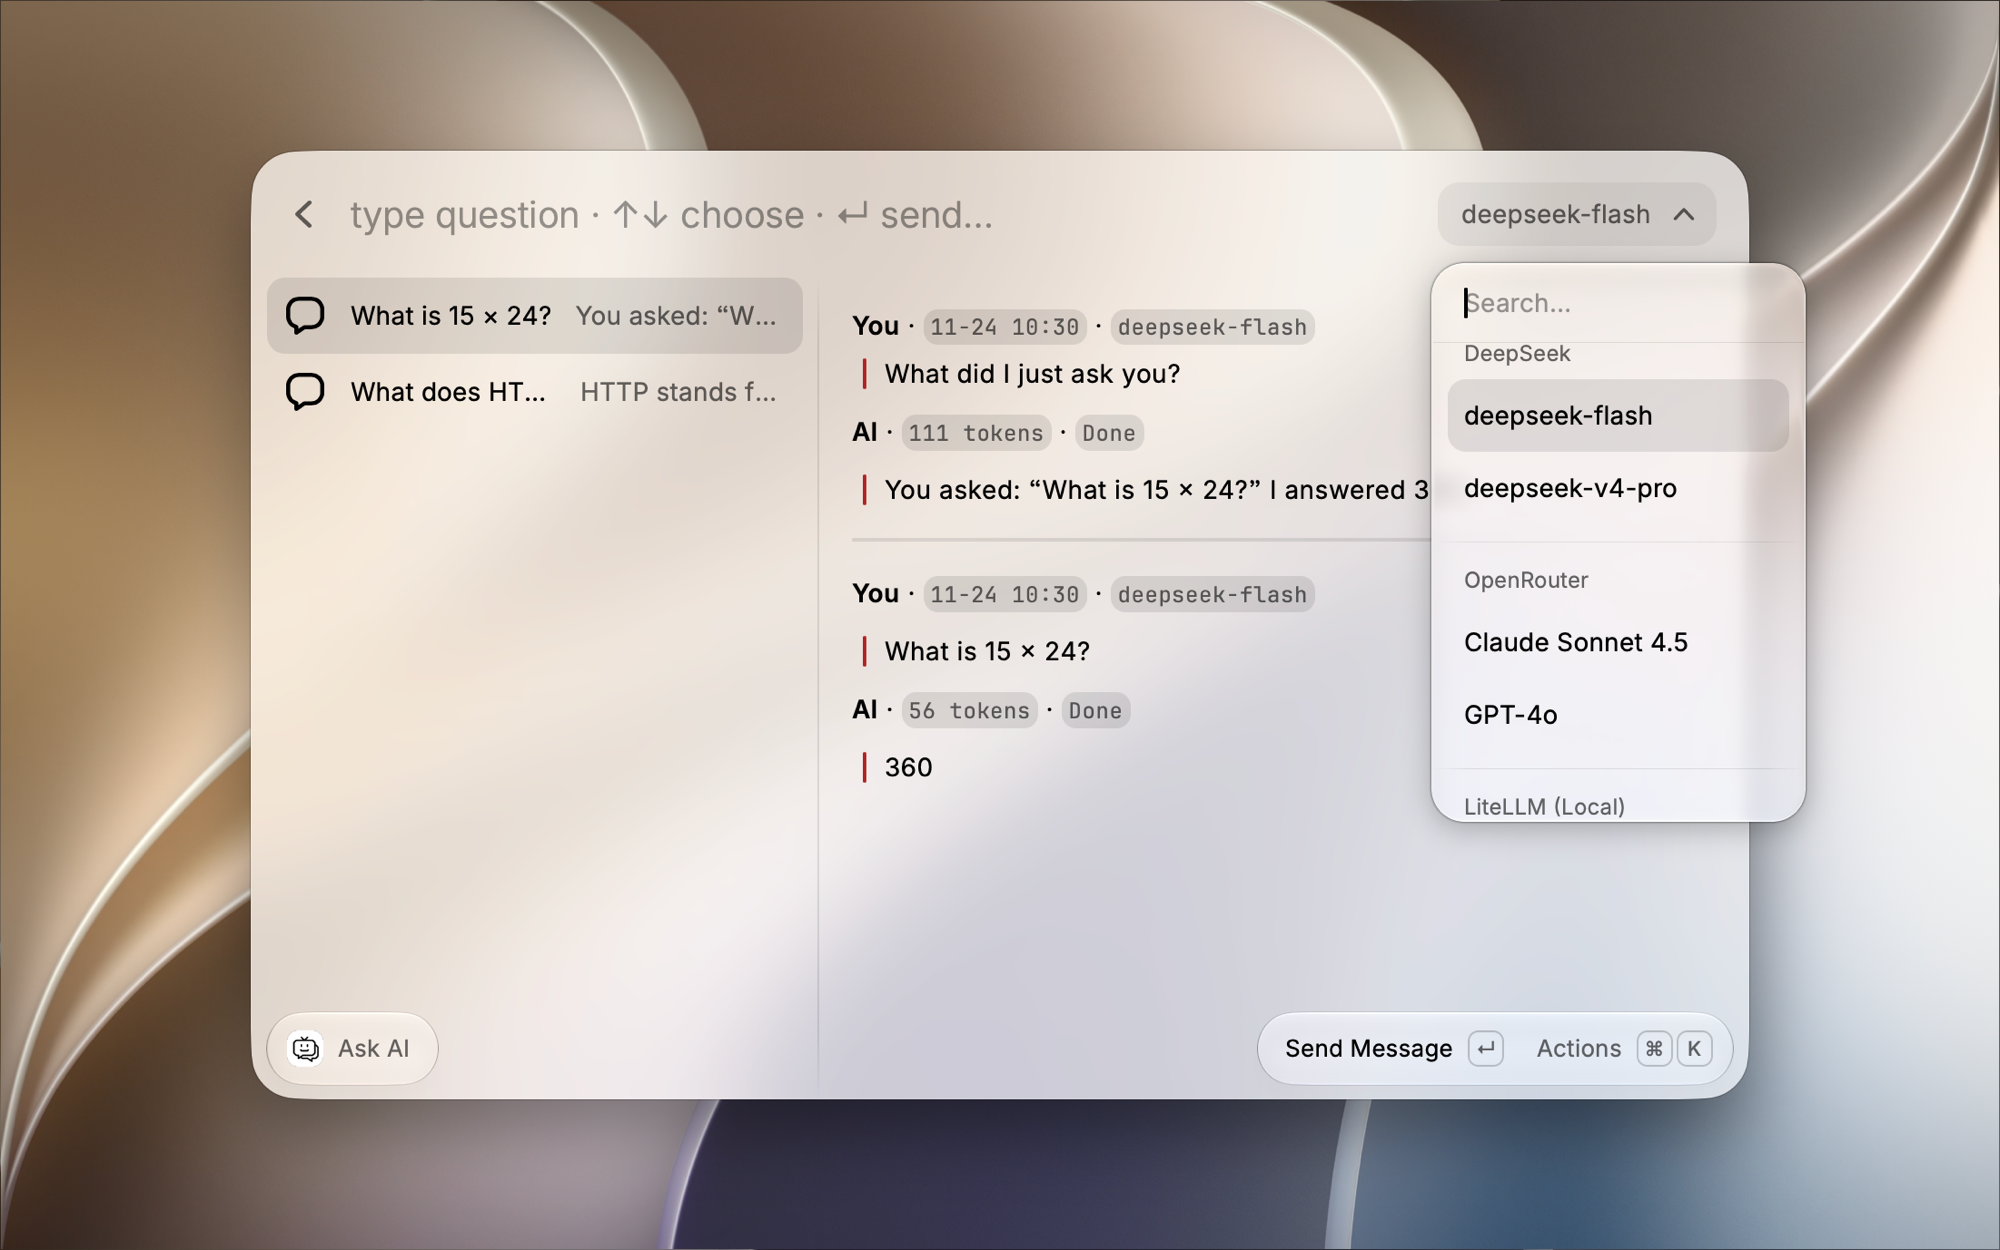 type question · ↑↓ choose · ↵ send...
deepseek-flash
What is 15 × 24? You asked: “W...
What does HT... HTTP stands f...
You · 11-24 10:30 · deepseek-flash
What did I just ask you?
AI · 111 tokens · Done
You asked: “What is 15 × 24?” I answered 3
You · 11-24 10:30 · deepseek-flash
What is 15 × 24?
AI · 56 tokens · Done
360
Search...
DeepSeek
deepseek-flash
deepseek-v4-pro
OpenRouter
Claude Sonnet 4.5
GPT-4o
LiteLLM (Local)
Ask AI
Send Message ↵ Actions ⌘ K